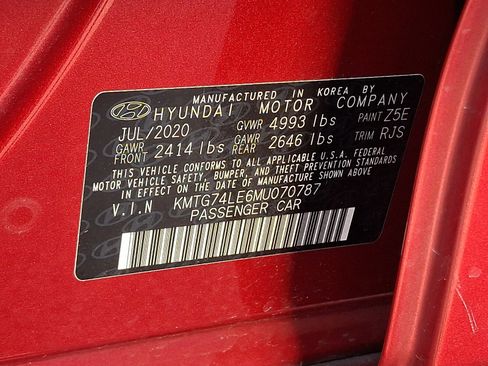 MANUFACTURED IN KOREA BY
HYUNDAI MOTOR COMPANY
JUL/2020 GVWR 4993 lbs PAINT Z5E
GAWR FRONT 2414 lbs GAWR REAR 2646 lbs TRIM RJS
THIS VEHICLE CONFORMS TO ALL APPLICABLE U.S.A. FEDERAL
MOTOR VEHICLE SAFETY, BUMPER, AND THEFT PREVENTION STANDARDS
IN EFFECT ON THE DATE OF MANUFACTURE SHOWN ABOVE.
V.I.N KMTG74LE6MU070787
PASSENGER CAR